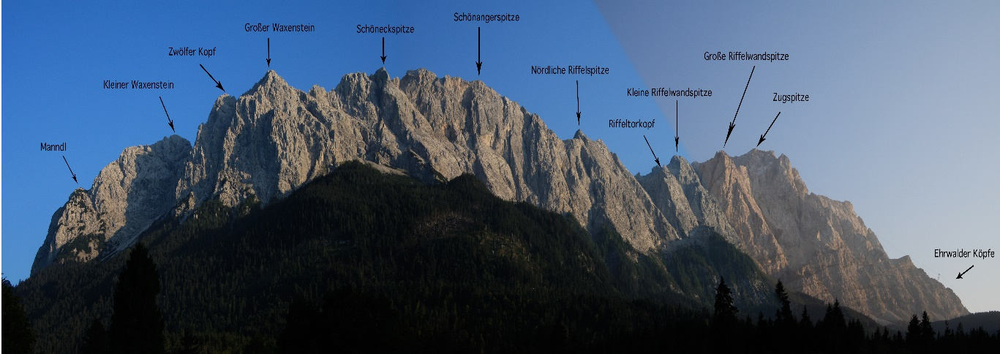 Manndl
Kleiner Waxenstein
Zwölfer Kopf
Großer Waxenstein
Schöneckspitze
Schönangerspitze
Nördliche Riffelspitze
Riffeltorkopf
Kleine Riffelwandspitze
Große Riffelwandspitze
Zugspitze
Ehrwalder Köpfe